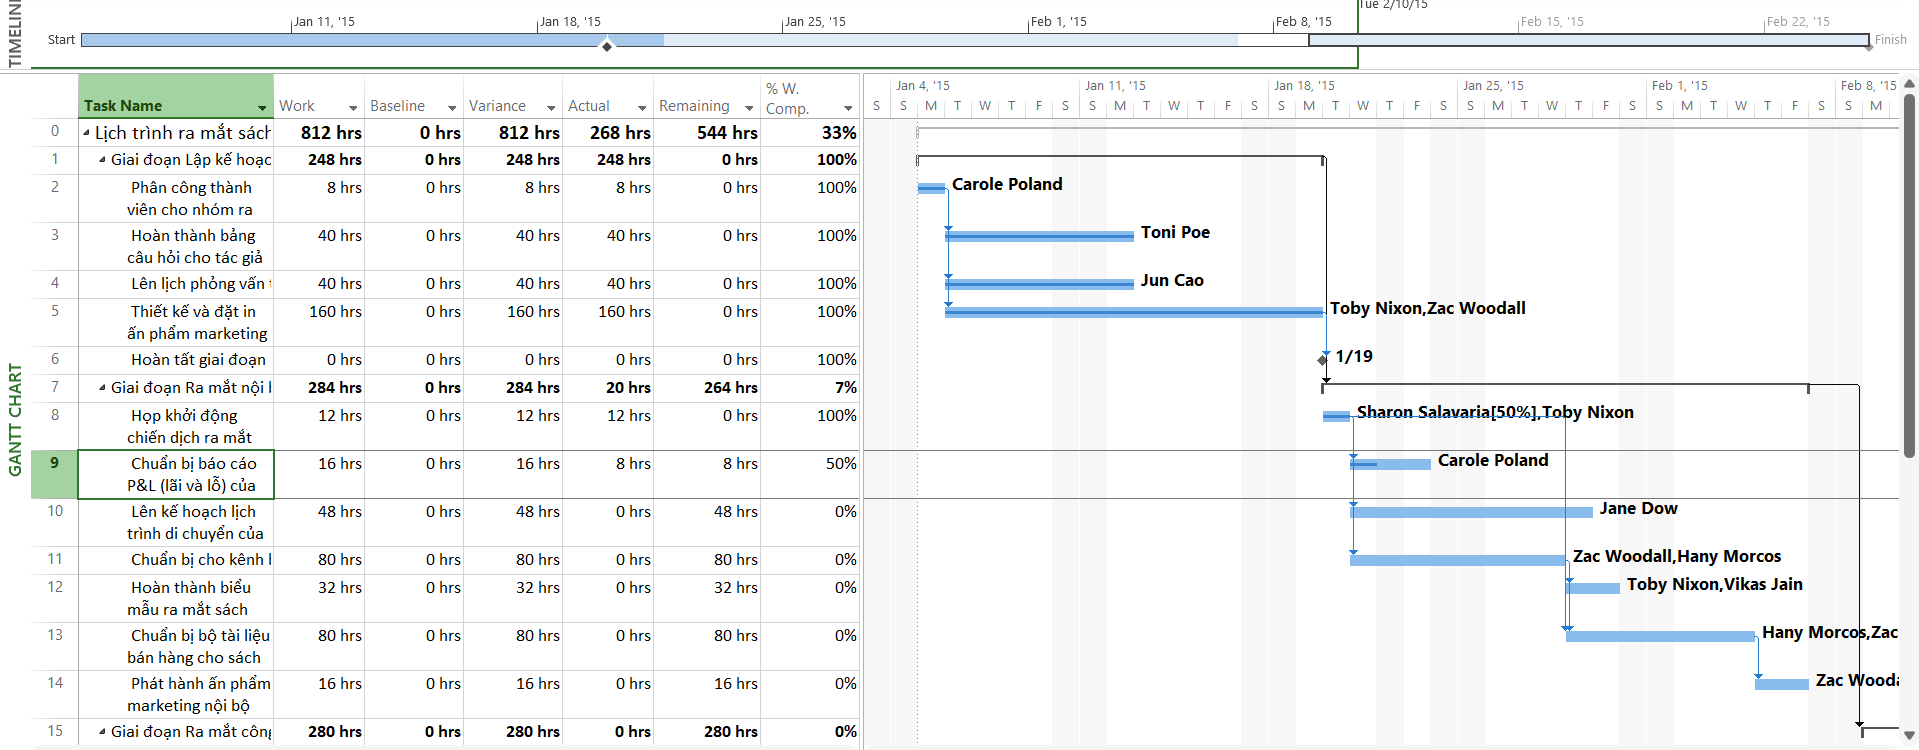 TIMELINE
Tue 2/10/15
Jan 11, '15 Jan 18, '15 Jan 25, '15 Feb 1, '15 Feb 8, '15 Feb 15, '15 Feb 22, '15
Start Finish
GANTT CHART
Task Name Work Baseline Variance Actual Remaining % W. Comp.
Jan 4, '15 Jan 11, '15 Jan 18, '15 Jan 25, '15 Feb 1, '15 Feb 8, '15
S S M T W T F S S M T W T F S S M T W T F S S M T W T F S S M T W T F S S M
0 Lịch trình ra mắt sách 812 hrs 0 hrs 812 hrs 268 hrs 544 hrs 33%
1 Giai đoạn Lập kế hoạc 248 hrs 0 hrs 248 hrs 248 hrs 0 hrs 100%
2 Phân công thành 8 hrs 0 hrs 8 hrs 8 hrs 0 hrs 100% Carole Poland
viên cho nhóm ra
3 Hoàn thành bảng 40 hrs 0 hrs 40 hrs 40 hrs 0 hrs 100% Toni Poe
câu hỏi cho tác giả
4 Lên lịch phỏng vấn 40 hrs 0 hrs 40 hrs 40 hrs 0 hrs 100% Jun Cao
5 Thiết kế và đặt in 160 hrs 0 hrs 160 hrs 160 hrs 0 hrs 100% Toby Nixon,Zac Woodall
ấn phẩm marketing
6 Hoàn tất giai đoạn 0 hrs 0 hrs 0 hrs 0 hrs 0 hrs 100% 1/19
7 Giai đoạn Ra mắt nội 284 hrs 0 hrs 284 hrs 20 hrs 264 hrs 7%
8 Họp khởi động 12 hrs 0 hrs 12 hrs 12 hrs 0 hrs 100% Sharon Salavaria[50%],Toby Nixon
chiến dịch ra mắt
9 Chuẩn bị báo cáo 16 hrs 0 hrs 16 hrs 8 hrs 8 hrs 50% Carole Poland
P&L (lãi và lỗ) của
10 Lên kế hoạch lịch 48 hrs 0 hrs 48 hrs 0 hrs 48 hrs 0% Jane Dow
trình di chuyển của
11 Chuẩn bị cho kênh 80 hrs 0 hrs 80 hrs 0 hrs 80 hrs 0% Zac Woodall,Hany Morcos
12 Hoàn thành biểu 32 hrs 0 hrs 32 hrs 0 hrs 32 hrs 0% Toby Nixon,Vikas Jain
mẫu ra mắt sách
13 Chuẩn bị bộ tài liệu 80 hrs 0 hrs 80 hrs 0 hrs 80 hrs 0% Hany Morcos,Zac
bán hàng cho sách
14 Phát hành ấn phẩm 16 hrs 0 hrs 16 hrs 0 hrs 16 hrs 0% Zac Wooda
marketing nội bộ
15 Giai đoạn Ra mắt công 280 hrs 0 hrs 280 hrs 0 hrs 280 hrs 0%